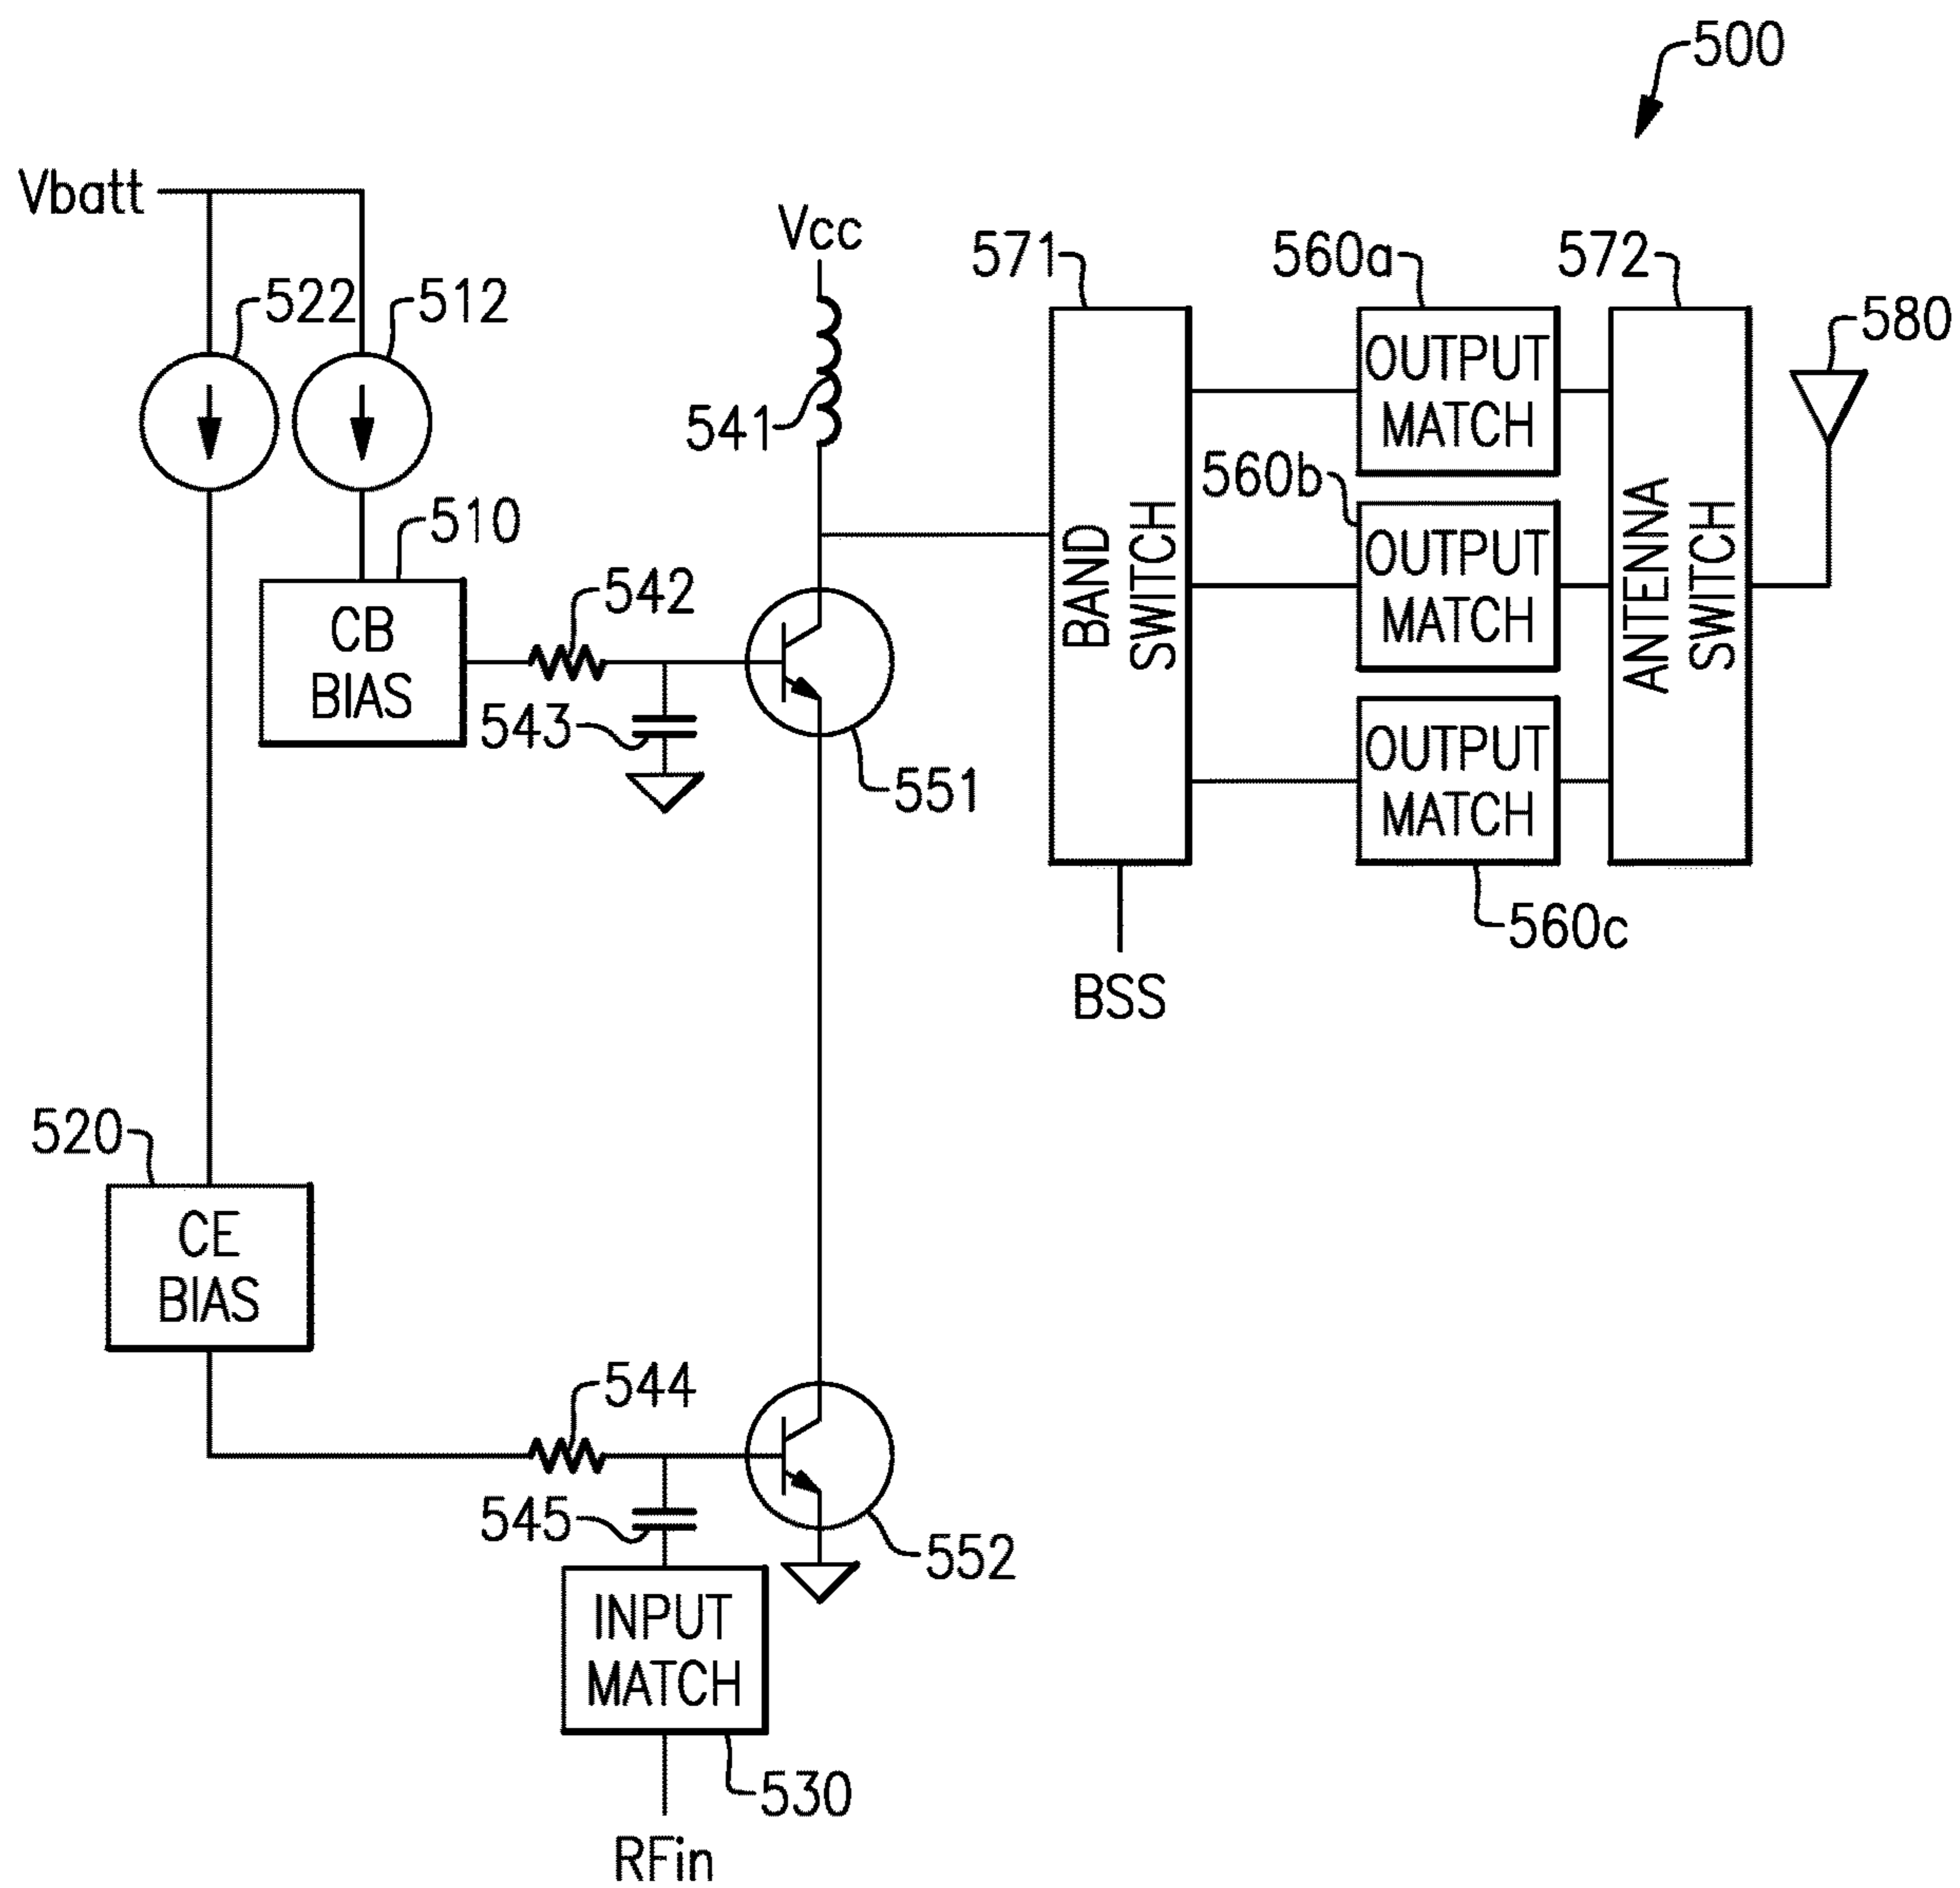 500
Vbatt
Vcc
571
560a
572
522
512
580
541
OUTPUT
MATCH
560b
510
BAND
SWITCH
OUTPUT
MATCH
ANTENNA
SWITCH
542
CB
BIAS
543
551
OUTPUT
MATCH
560c
BSS
520
CE
BIAS
544
545
552
INPUT
MATCH
530
RFin